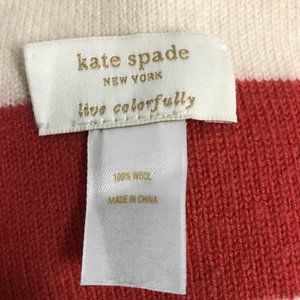 kate spade
NEW YORK
live colorfully
100% WOOL
MADE IN CHINA